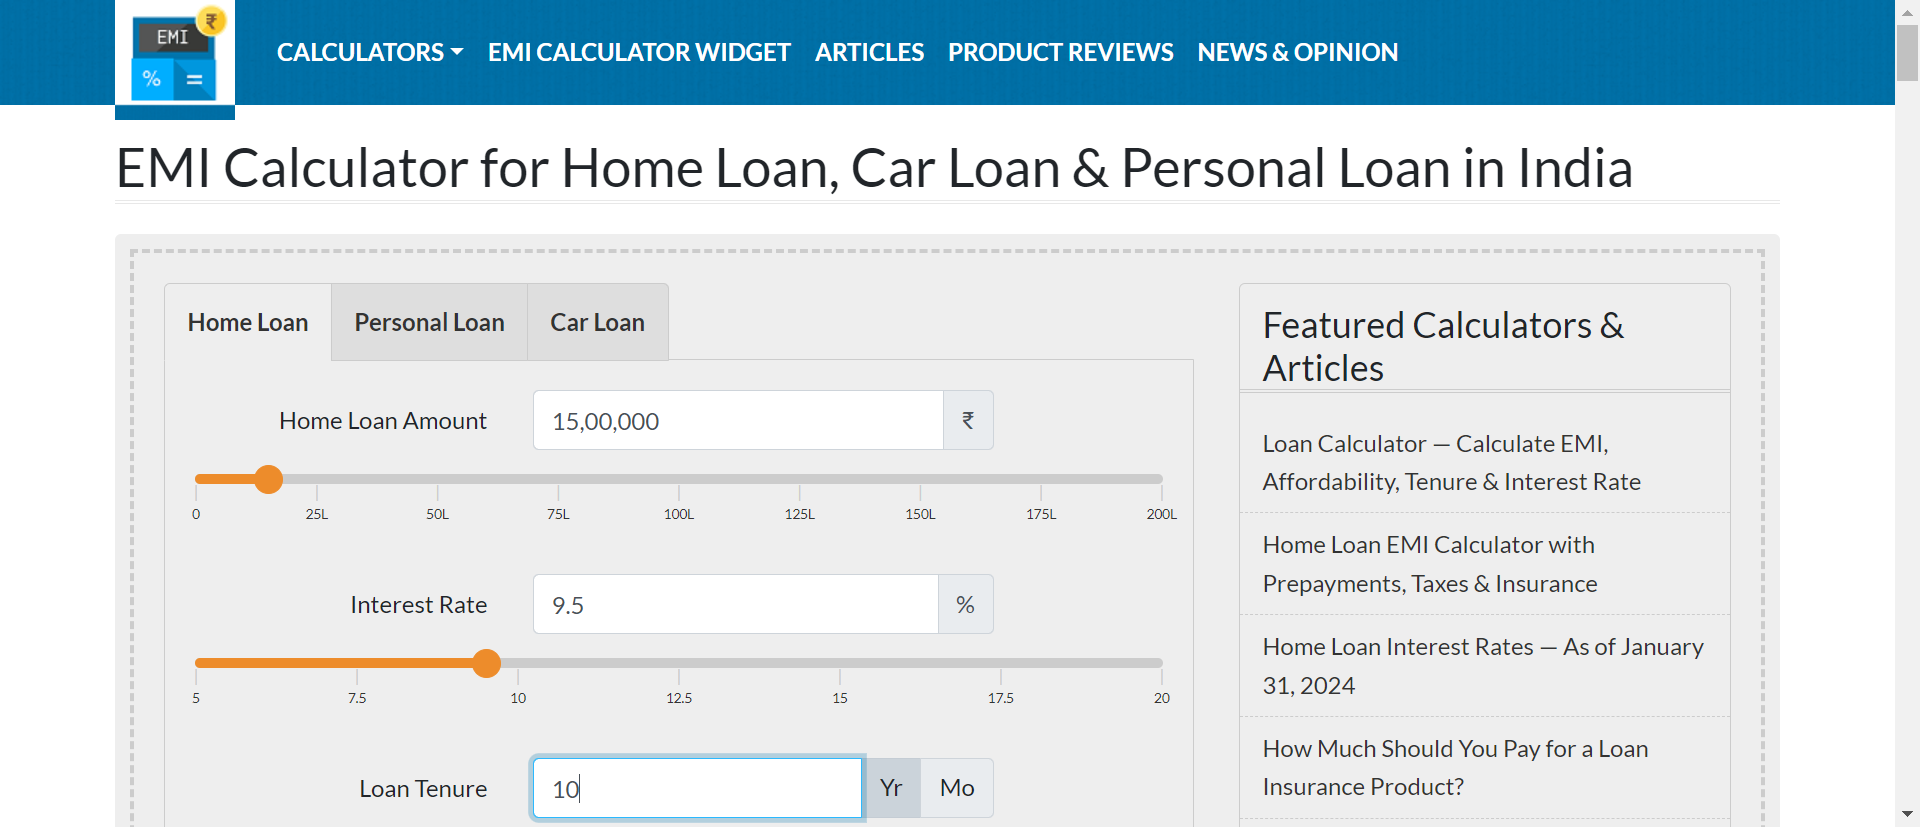 EMI
₹
%
=
CALCULATORS
EMI CALCULATOR WIDGET
ARTICLES
PRODUCT REVIEWS
NEWS & OPINION
EMI Calculator for Home Loan, Car Loan & Personal Loan in India
Home Loan
Personal Loan
Car Loan
Home Loan Amount
15,00,000
₹
0 25L 50L 75L 100L 125L 150L 175L 200L
Interest Rate
9.5
%
5 7.5 10 12.5 15 17.5 20
Loan Tenure
10
Yr
Mo
Featured Calculators &
Articles
Loan Calculator — Calculate EMI,
Affordability, Tenure & Interest Rate
Home Loan EMI Calculator with
Prepayments, Taxes & Insurance
Home Loan Interest Rates — As of January
31, 2024
How Much Should You Pay for a Loan
Insurance Product?